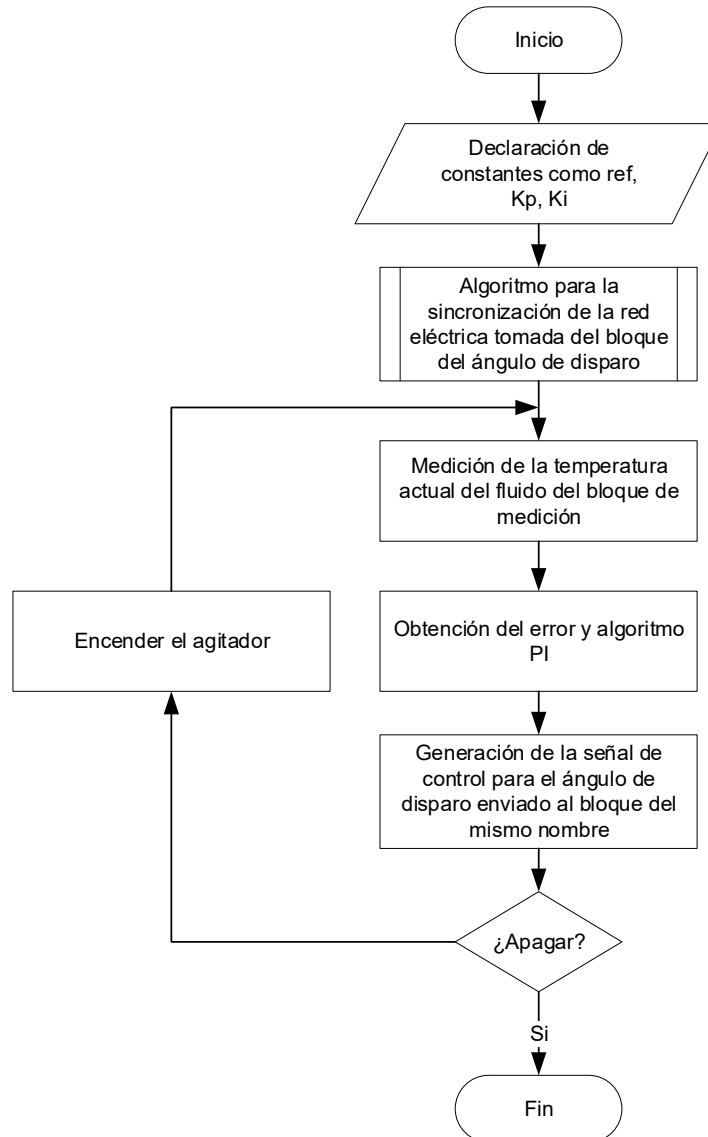 Inicio
Declaración de
constantes como ref,
Kp, Ki
Algoritmo para la
sincronización de la red
eléctrica tomada del bloque
del ángulo de disparo
Medición de la temperatura
actual del fluido del bloque de
medición
Encender el agitador
Obtención del error y algoritmo
PI
Generación de la señal de
control para el ángulo de
disparo enviado al bloque del
mismo nombre
¿Apagar?
Si
Fin